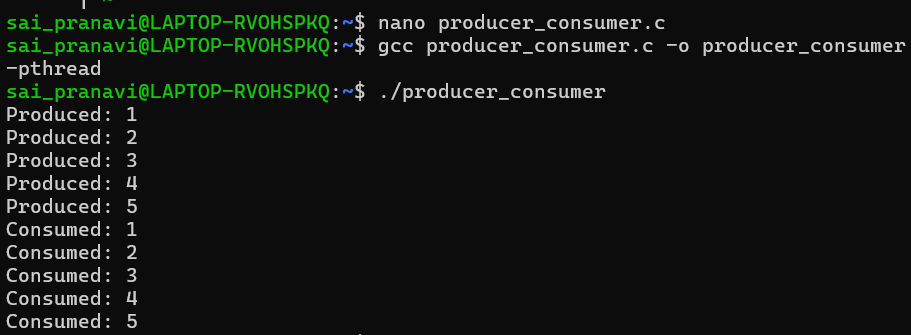 sai_pranavi@LAPTOP-RVOHSPKQ:~$ nano producer_consumer.c
sai_pranavi@LAPTOP-RVOHSPKQ:~$ gcc producer_consumer.c -o producer_consumer
-pthread
sai_pranavi@LAPTOP-RVOHSPKQ:~$ ./producer_consumer
Produced: 1
Produced: 2
Produced: 3
Produced: 4
Produced: 5
Consumed: 1
Consumed: 2
Consumed: 3
Consumed: 4
Consumed: 5